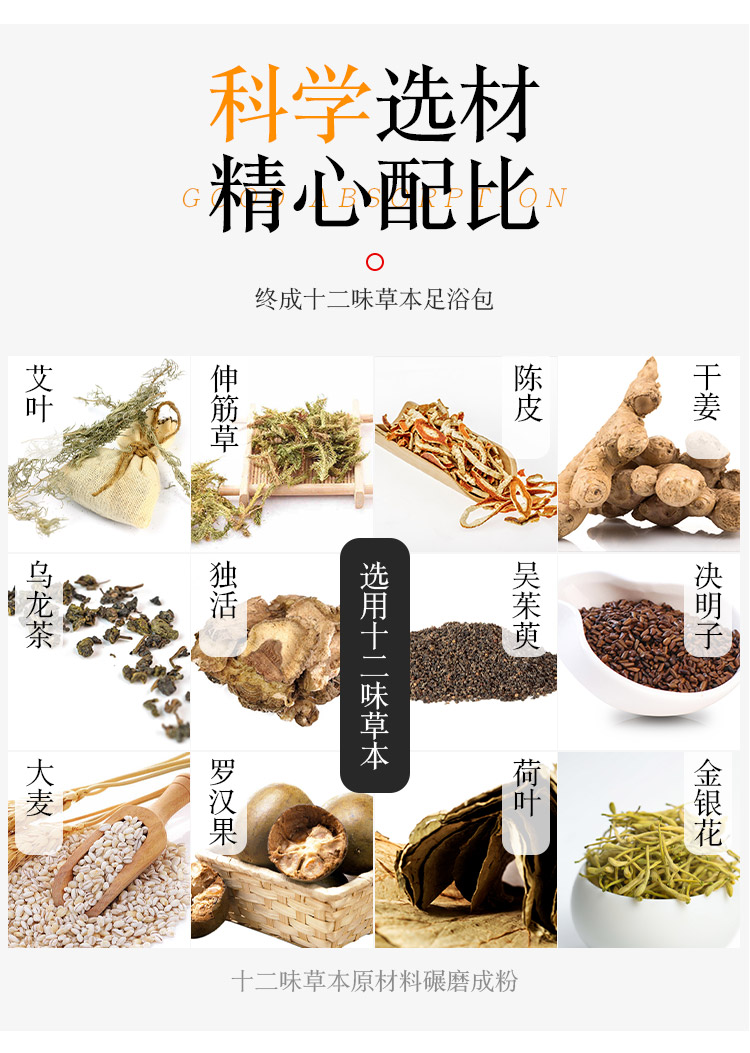 科学选材
精心配比
GOOD ABSORPTION
终成十二味草本足浴包
艾叶
伸筋草
陈皮
干姜
乌龙茶
独活
吴茱萸
决明子
选用十二味草本
大麦
罗汉果
荷叶
金银花
十二味草本原材料碾磨成粉